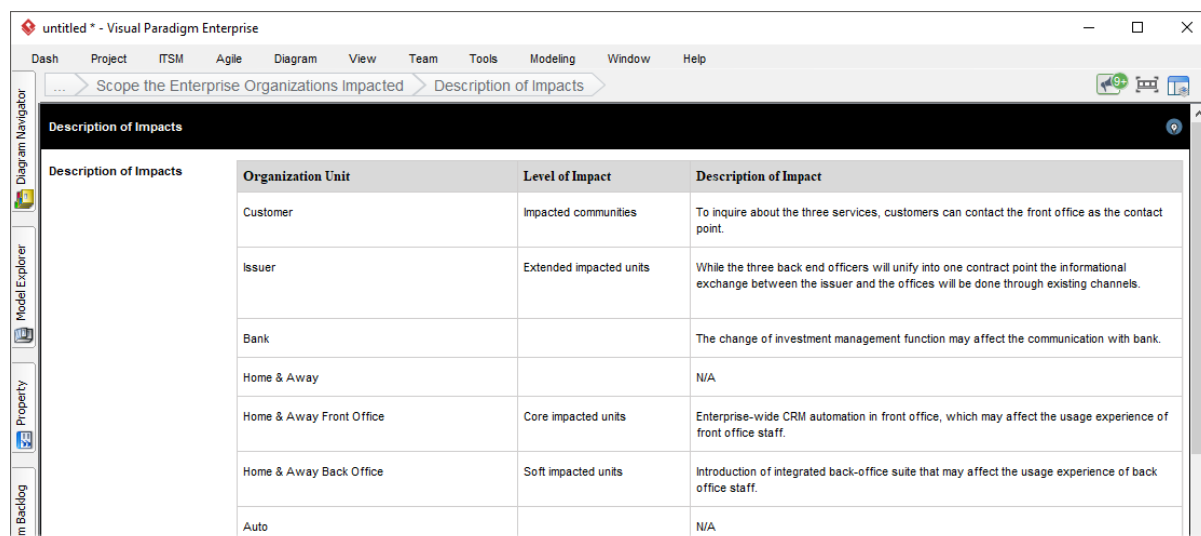 untitled * - Visual Paradigm Enterprise
Dash Project ITSM Agile Diagram View Team Tools Modeling Window Help
... Scope the Enterprise Organizations Impacted Description of Impacts
9+
Diagram Navigator
Model Explorer
Property
m Backlog
Description of Impacts
Description of Impacts
Organization Unit Level of Impact Description of Impact
Customer Impacted communities To inquire about the three services, customers can contact the front office as the contact
point.
Issuer Extended impacted units While the three back end officers will unify into one contract point the informational
exchange between the issuer and the offices will be done through existing channels.
Bank The change of investment management function may affect the communication with bank.
Home & Away N/A
Home & Away Front Office Core impacted units Enterprise-wide CRM automation in front office, which may affect the usage experience of
front office staff.
Home & Away Back Office Soft impacted units Introduction of integrated back-office suite that may affect the usage experience of back
office staff.
Auto N/A